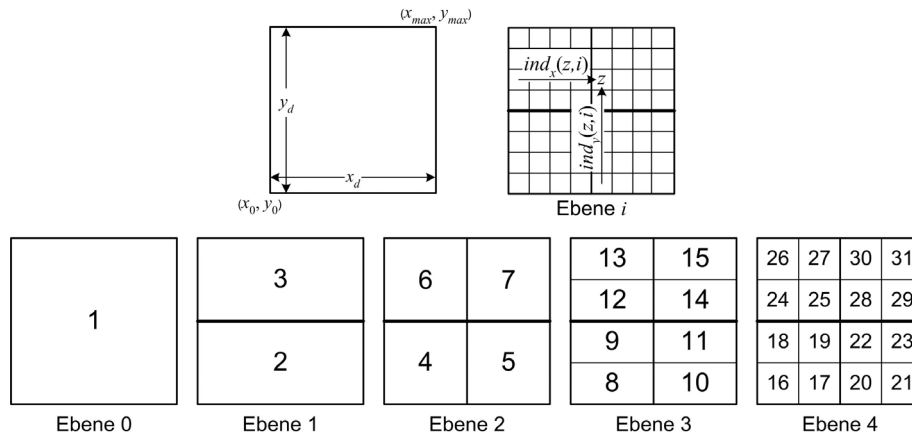 (x_max, y_max)
y_d
x_d
(x_0, y_0)
ind_x(z,i)
z
ind_y(z,i)
Ebene i
1
Ebene 0
3
2
Ebene 1
6 7
4 5
Ebene 2
13 15
12 14
9 11
8 10
Ebene 3
26 27 30 31
24 25 28 29
18 19 22 23
16 17 20 21
Ebene 4